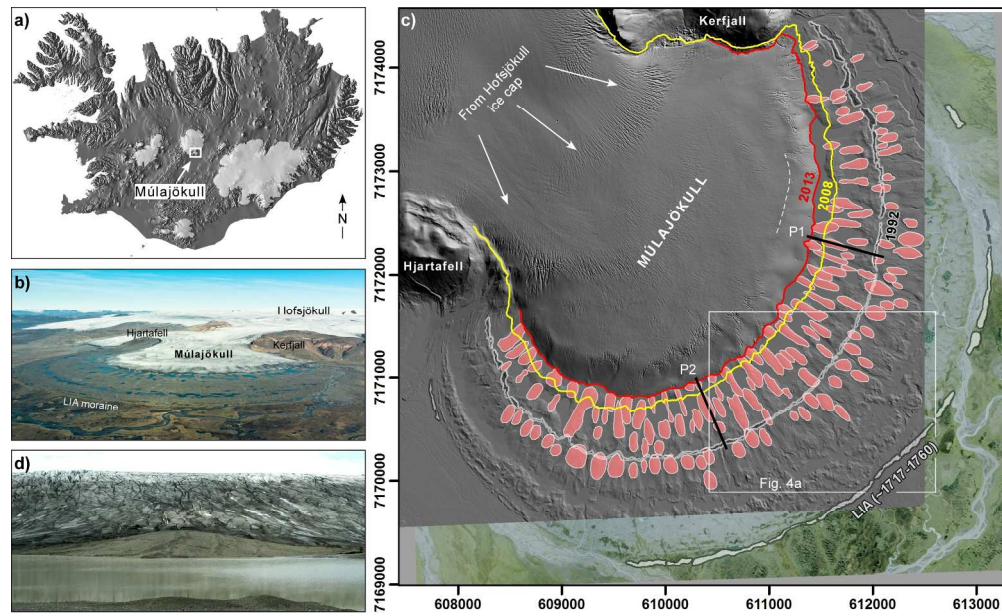 a)
Múlajökull
N
b)
Hofsjökull
Hjartafell
Múlajökull
Kerfjall
LIA moraine
d)
c)
Kerfjall
From Hofsjökull
ice cap
MÚLAJÖKULL
Hjartafell
2013
2008
1992
P1
P2
Fig. 4a
LIA (~1717-1760)
7174000
7173000
7172000
7171000
7170000
7169000
608000
609000
610000
611000
612000
613000